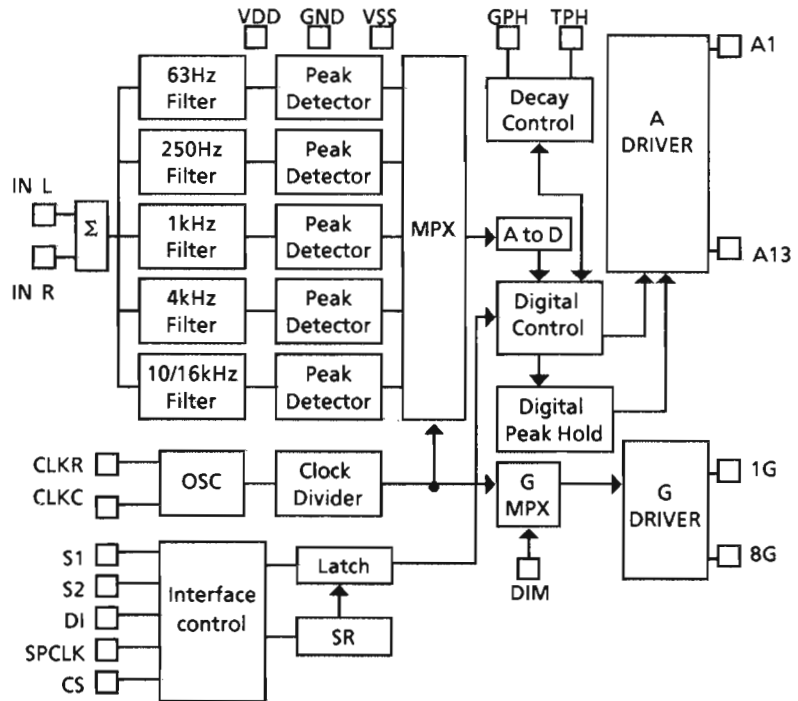 VDD GND VSS GPH TPH
63Hz
Filter
Peak
Detector
250Hz
Filter
Peak
Detector
1kHz
Filter
Peak
Detector
4kHz
Filter
Peak
Detector
10/16kHz
Filter
Peak
Detector
IN L
IN R
Σ
MPX
Decay
Control
A to D
Digital
Control
Digital
Peak Hold
A
DRIVER
A1
A13
CLKR
CLKC
OSC
Clock
Divider
G
MPX
DIM
G
DRIVER
1G
8G
S1
S2
DI
SPCLK
CS
Interface
control
Latch
SR